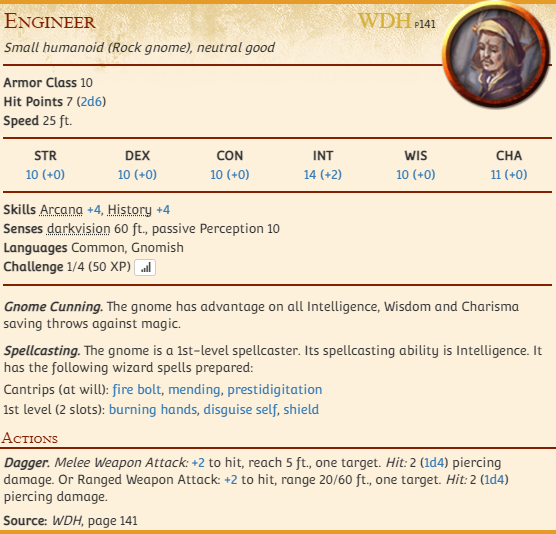 Engineer WDH p141
Small humanoid (Rock gnome), neutral good
Armor Class 10
Hit Points 7 (2d6)
Speed 25 ft.
STR DEX CON INT WIS CHA
10 (+0) 10 (+0) 10 (+0) 14 (+2) 10 (+0) 11 (+0)
Skills Arcana +4, History +4
Senses darkvision 60 ft., passive Perception 10
Languages Common, Gnomish
Challenge 1/4 (50 XP)
Gnome Cunning. The gnome has advantage on all Intelligence, Wisdom and Charisma
saving throws against magic.
Spellcasting. The gnome is a 1st-level spellcaster. Its spellcasting ability is Intelligence. It
has the following wizard spells prepared:
Cantrips (at will): fire bolt, mending, prestidigitation
1st level (2 slots): burning hands, disguise self, shield
Actions
Dagger. Melee Weapon Attack: +2 to hit, reach 5 ft., one target. Hit: 2 (1d4) piercing
damage. Or Ranged Weapon Attack: +2 to hit, range 20/60 ft., one target. Hit: 2 (1d4)
piercing damage.
Source: WDH, page 141